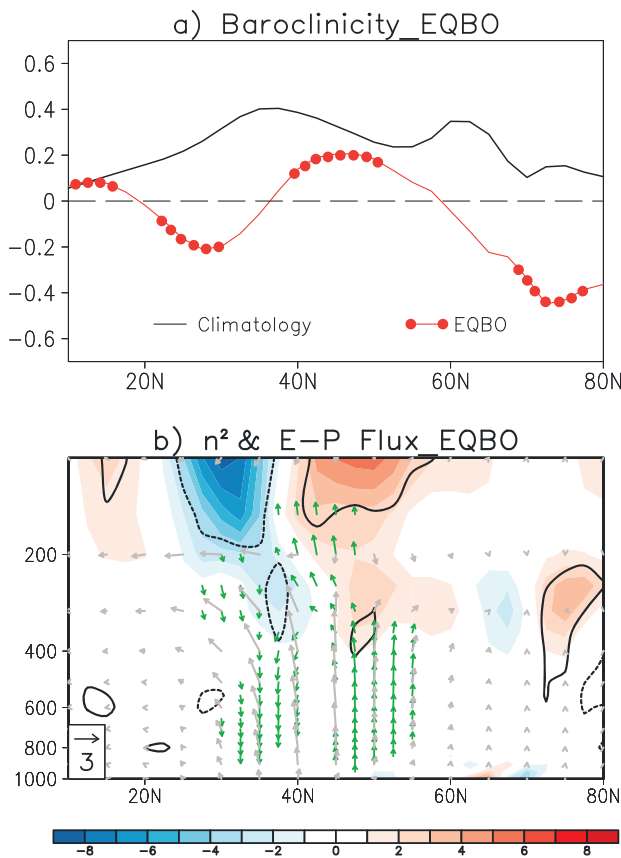 a) Baroclinicity_EQBO
0.6
0.4
0.2
0
-0.2
-0.4
-0.6
Climatology
EQBO
20N 40N 60N 80N
b) n² & E-P Flux_EQBO
200
400
600
800
1000
3
20N 40N 60N 80N
-8 -6 -4 -2 0 2 4 6 8